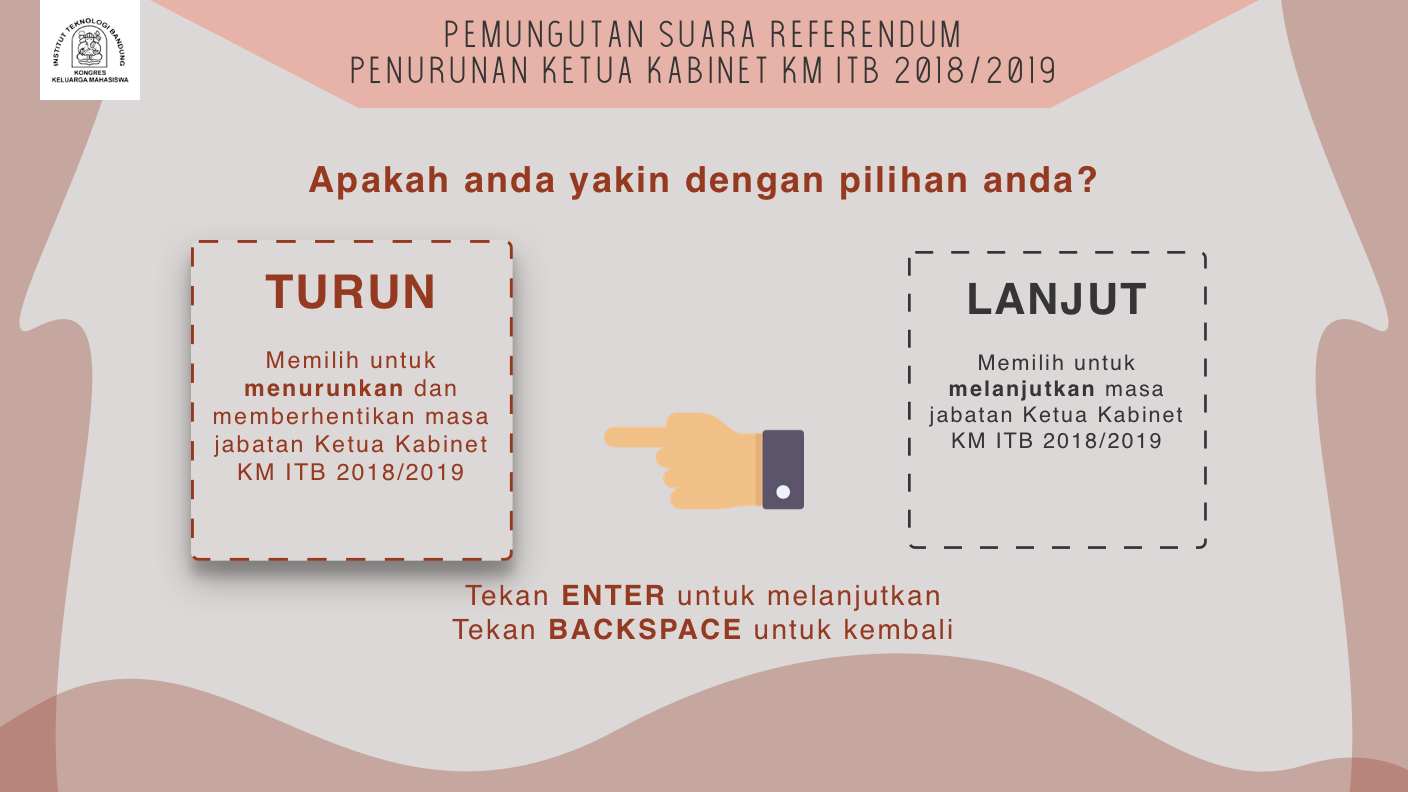 INSTITUT TEKNOLOGI BANDUNG
KONGRES
KELUARGA MAHASISWA
PEMUNGUTAN SUARA REFERENDUM
PENURUNAN KETUA KABINET KM ITB 2018/2019
Apakah anda yakin dengan pilihan anda?
TURUN
Memilih untuk
menurunkan dan
memberhentikan masa
jabatan Ketua Kabinet
KM ITB 2018/2019
LANJUT
Memilih untuk
melanjutkan masa
jabatan Ketua Kabinet
KM ITB 2018/2019
Tekan ENTER untuk melanjutkan
Tekan BACKSPACE untuk kembali